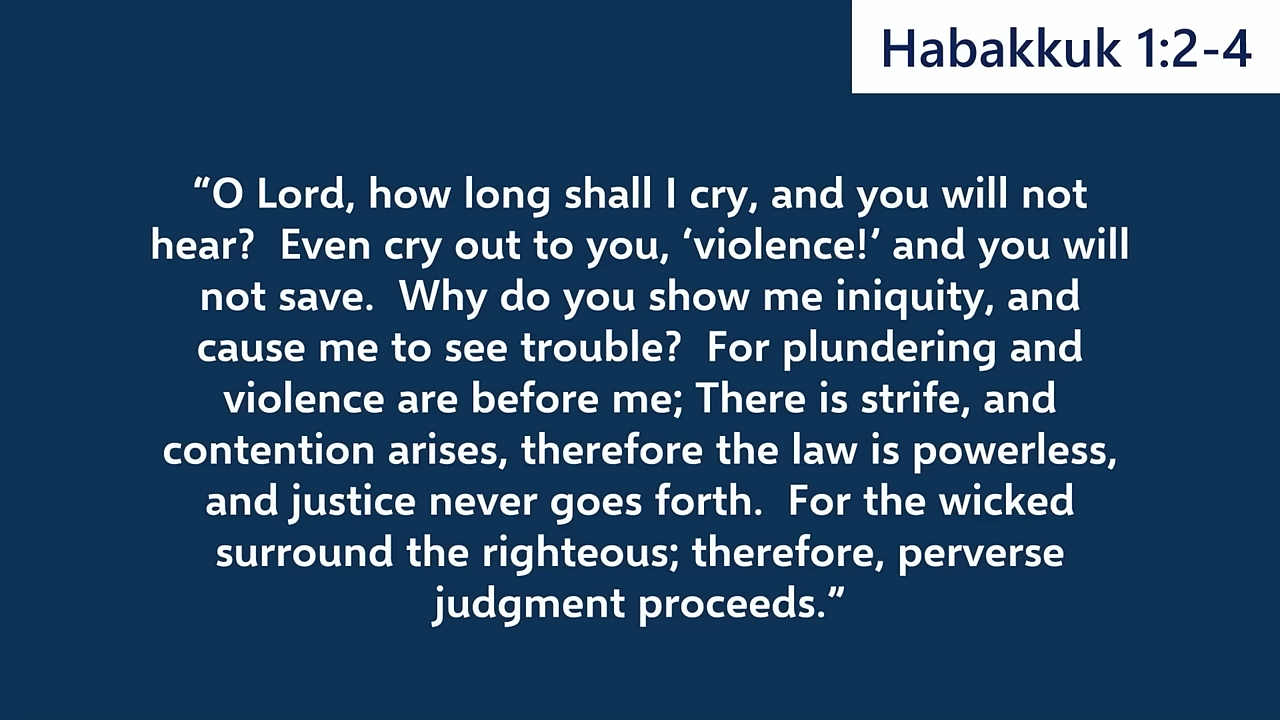 Habakkuk 1:2-4
“O Lord, how long shall I cry, and you will not
hear?  Even cry out to you, ‘violence!’ and you will
not save.  Why do you show me iniquity, and
cause me to see trouble?  For plundering and
violence are before me; There is strife, and
contention arises, therefore the law is powerless,
and justice never goes forth.  For the wicked
surround the righteous; therefore, perverse
judgment proceeds.”